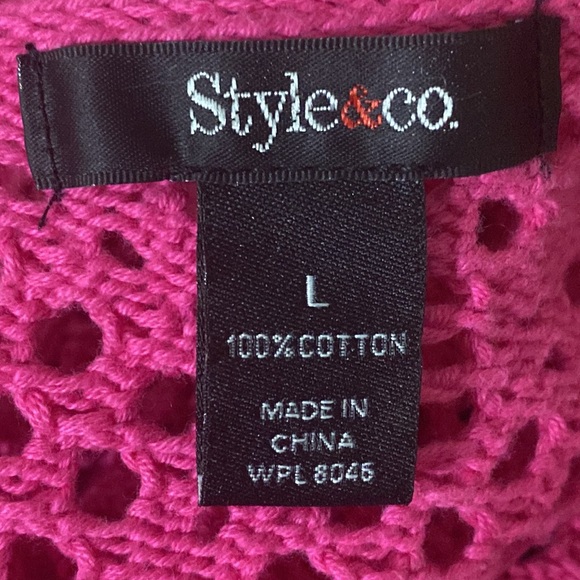 Style&co.
L
100% COTTON
MADE IN
CHINA
WPL 8046